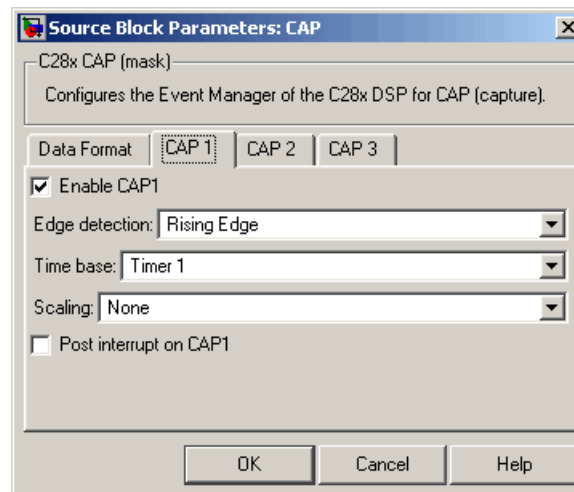 Source Block Parameters: CAP
C28x CAP (mask)
Configures the Event Manager of the C28x DSP for CAP (capture).
Data Format CAP 1 CAP 2 CAP 3
Enable CAP1
Edge detection: Rising Edge
Time base: Timer 1
Scaling: None
Post interrupt on CAP1
OK Cancel Help